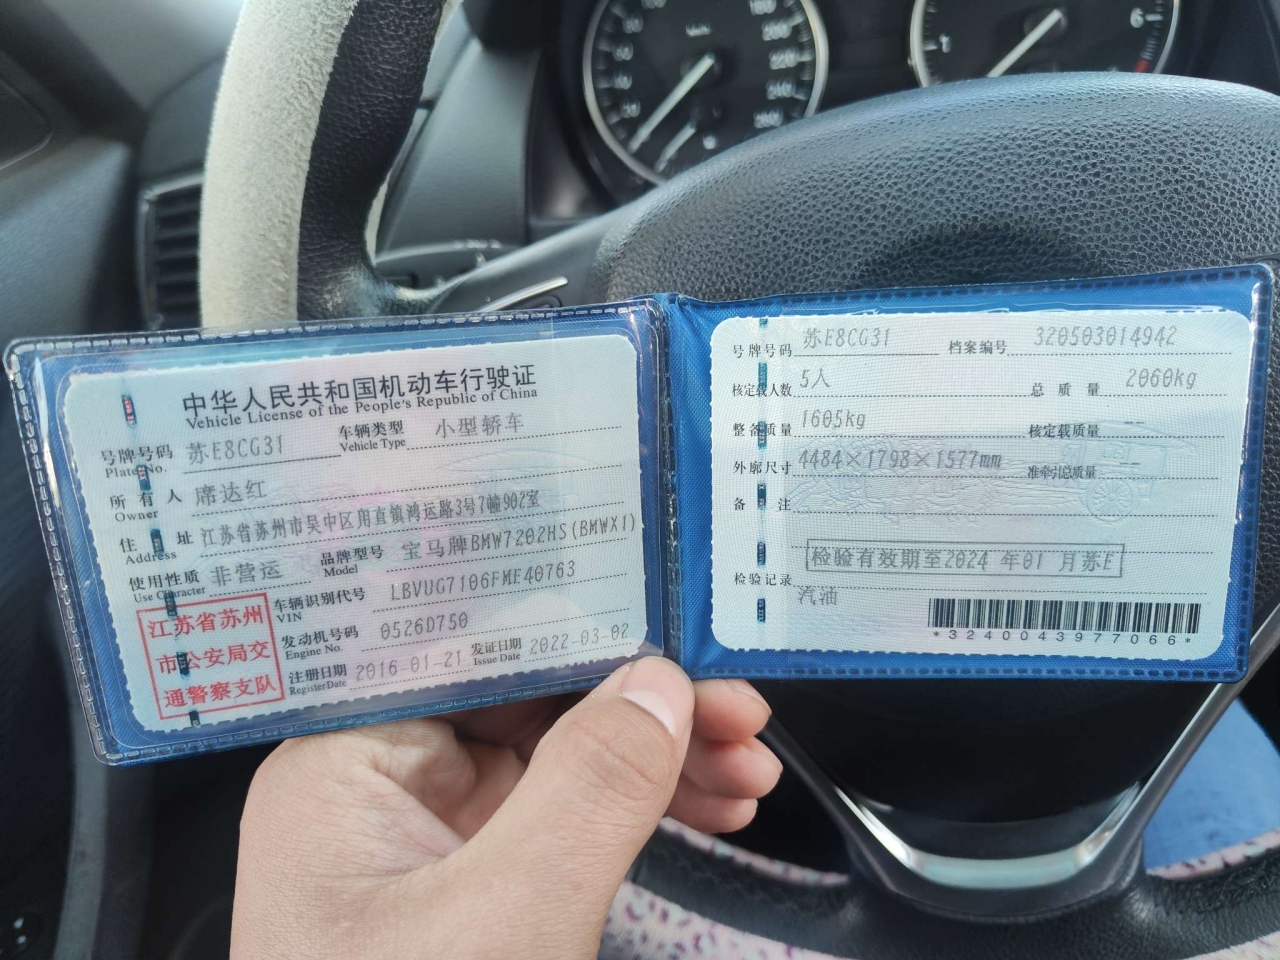 中华人民共和国机动车行驶证
Vehicle License of the People's Republic of China
号牌号码 苏E8CG31 车辆类型 小型轿车
Plate No. Vehicle Type
所有人 席达红
Owner
住址 江苏省苏州市吴中区甪直镇鸿运路3号7幢902室
Address
使用性质 非营运 品牌型号 宝马牌BMW7202HS(BMWX1)
Use Character Model
江苏省苏州
市公安局交
通警察支队
车辆识别代号 LBVUG7106FME40763
VIN
发动机号码 0526D750
Engine No.
注册日期 2016-01-21 发证日期 2022-03-02
Register Date Issue Date
号牌号码 苏E8CG31 档案编号 320503014942
核定载人数 5人 总质量 2060kg
整备质量 1605kg 核定载质量 --
外廓尺寸 4484×1798×1577mm 准牵引总质量 --
备注
检验有效期至2024 年01 月苏E
检验记录
汽油
*3240043977066*
20
240
6
1